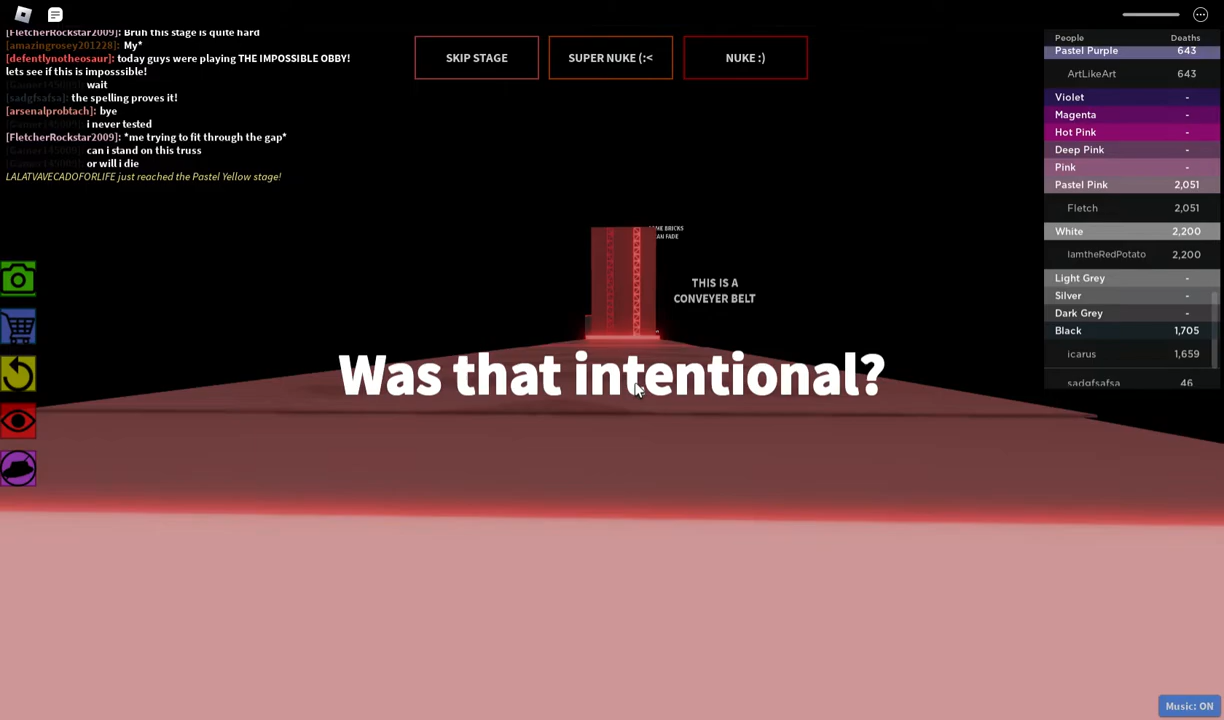 [FletcherRockstar2009]: Bruh this stage is quite hard
[amazingrosey201228]: My*
[defentlynotheosaur]: today guys were playing THE IMPOSSIBLE OBBY!
lets see if this is imposssible!
wait
[sadgfsafsa]: the spelling proves it!
[arsenalprobtach]: bye
i never tested
[FletcherRockstar2009]: *me trying to fit through the gap*
can i stand on this truss
or will i die
LALATVAVECADOFORLIFE just reached the Pastel Yellow stage!
SKIP STAGE
SUPER NUKE (:<
NUKE :)
BRICKS
FADE
THIS IS A
CONVEYER BELT
Was that intentional?
People Deaths
Pastel Purple 643
ArtLikeArt 643
Violet -
Magenta -
Hot Pink -
Deep Pink -
Pink -
Pastel Pink 2,051
Fletch 2,051
White 2,200
IamtheRedPotato 2,200
Light Grey -
Silver -
Dark Grey -
Black 1,705
icarus 1,659
sadgfsafsa 46
Music: ON